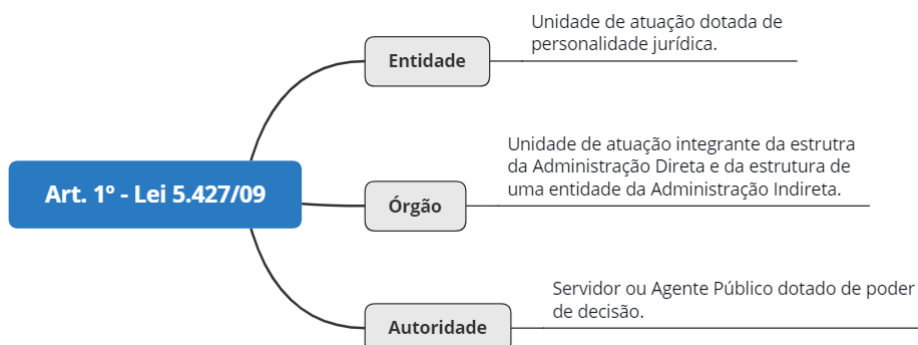 Art. 1º - Lei 5.427/09
Entidade
Unidade de atuação dotada de
personalidade jurídica.
Órgão
Unidade de atuação integrante da estrutra
da Administração Direta e da estrutura de
uma entidade da Administração Indireta.
Autoridade
Servidor ou Agente Público dotado de poder
de decisão.